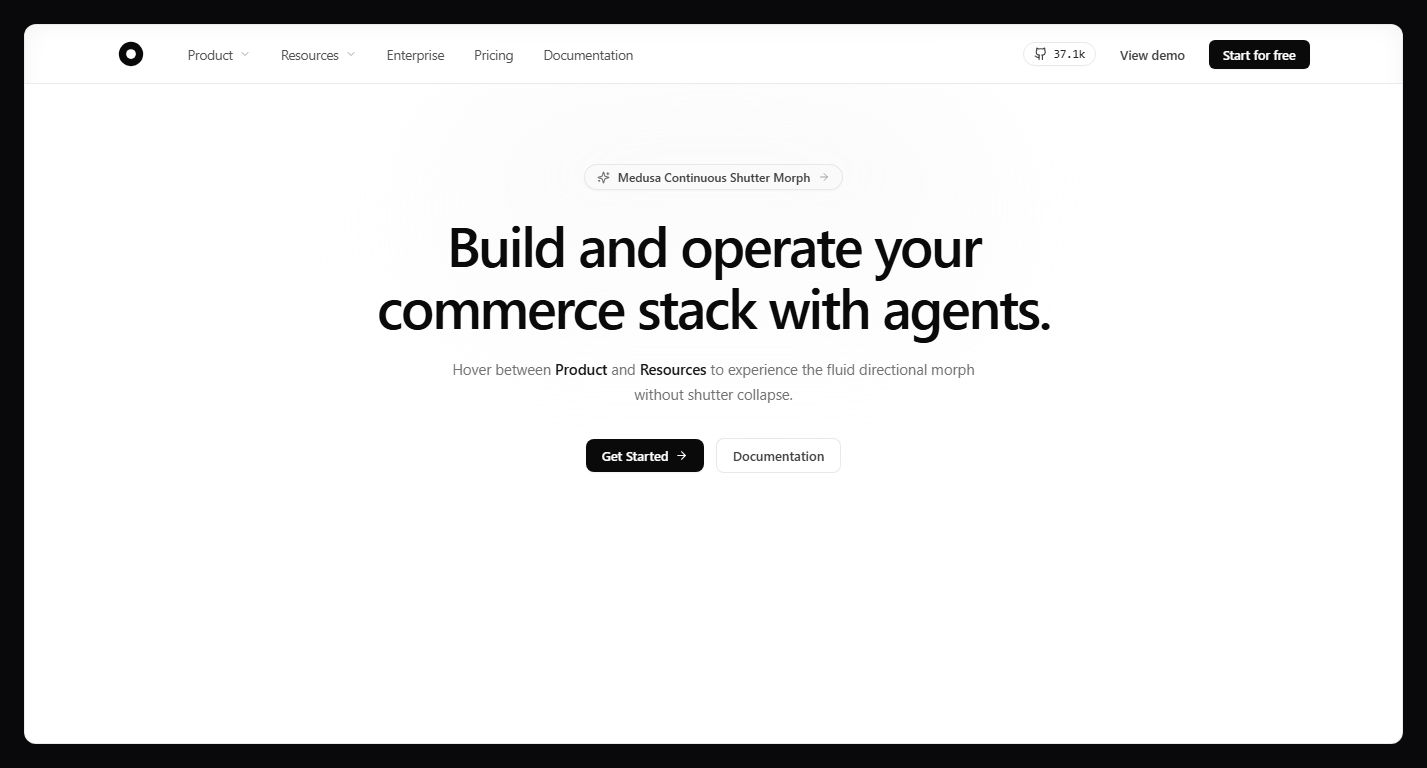 Product
Resources
Enterprise
Pricing
Documentation
37.1k
View demo
Start for free
Medusa Continuous Shutter Morph
Build and operate your
commerce stack with agents.
Hover between Product and Resources to experience the fluid directional morph
without shutter collapse.
Get Started
Documentation